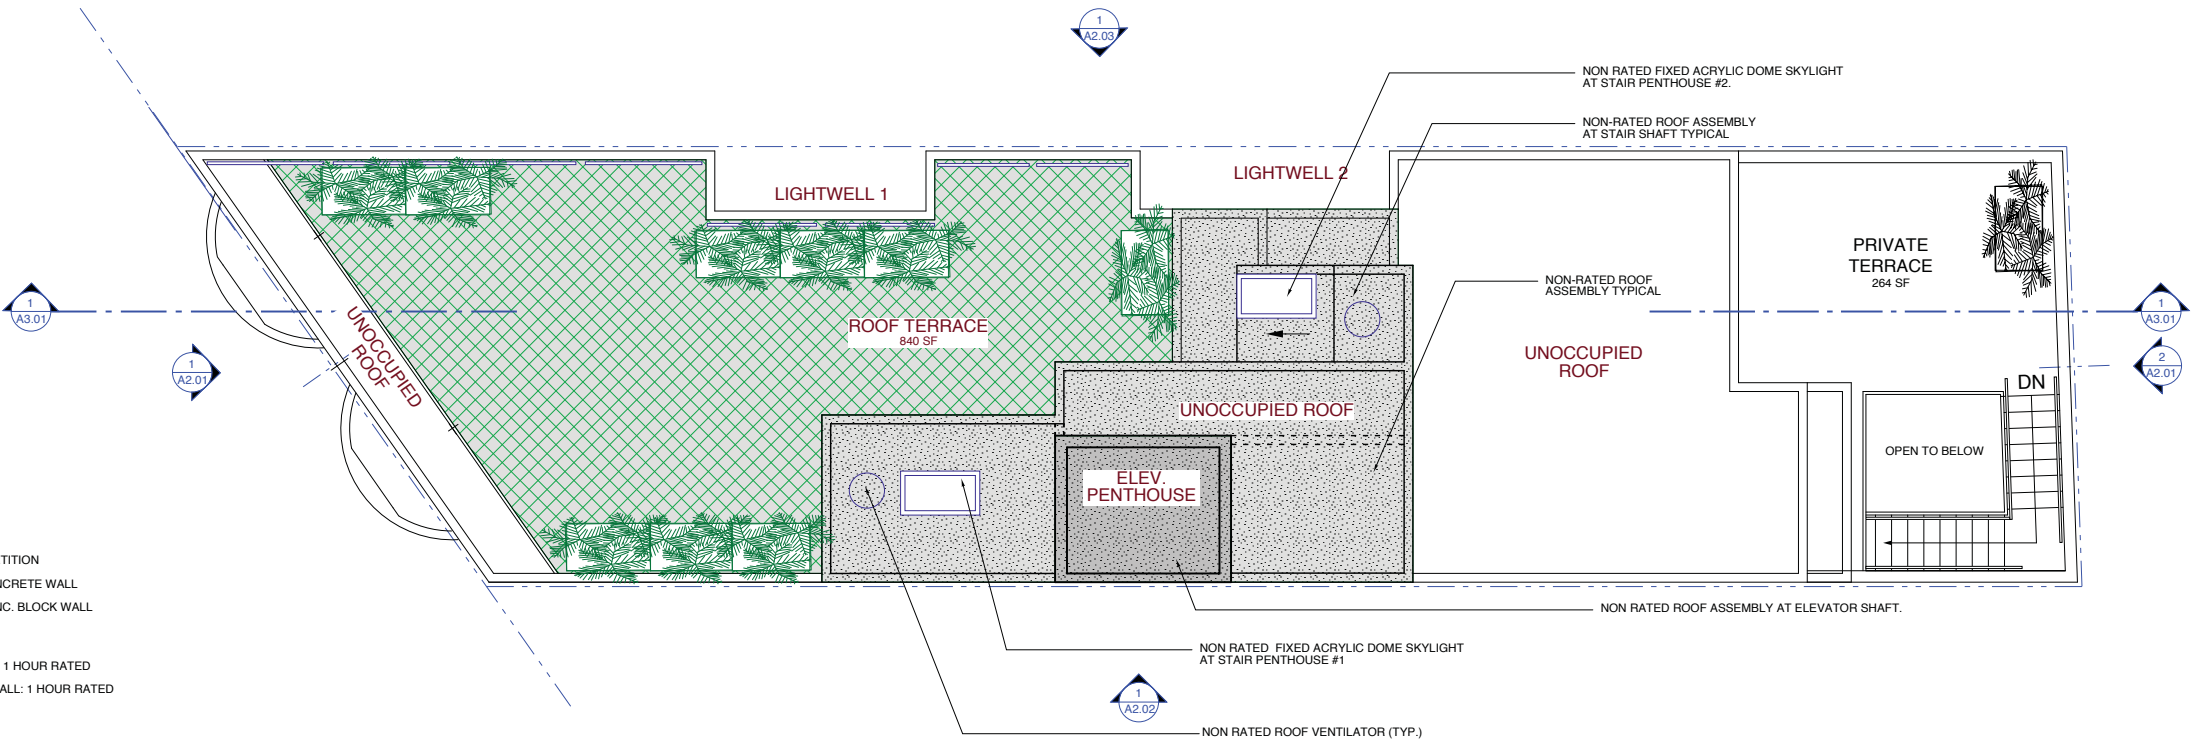 1
A2.03
NON RATED FIXED ACRYLIC DOME SKYLIGHT
AT STAIR PENTHOUSE #2.
NON-RATED ROOF ASSEMBLY
AT STAIR SHAFT TYPICAL
LIGHTWELL 1
LIGHTWELL 2
PRIVATE
TERRACE
264 SF
NON-RATED ROOF
ASSEMBLY TYPICAL
1
A3.01
1
A3.01
UNOCCUPIED
ROOF
ROOF TERRACE
840 SF
UNOCCUPIED
ROOF
1
A2.01
2
A2.01
DN
UNOCCUPIED ROOF
OPEN TO BELOW
ELEV.
PENTHOUSE
TITION
NCRETE WALL
NC. BLOCK WALL
NON RATED ROOF ASSEMBLY AT ELEVATOR SHAFT.
NON RATED FIXED ACRYLIC DOME SKYLIGHT
AT STAIR PENTHOUSE #1
1 HOUR RATED
ALL: 1 HOUR RATED
1
A2.02
NON RATED ROOF VENTILATOR (TYP.)